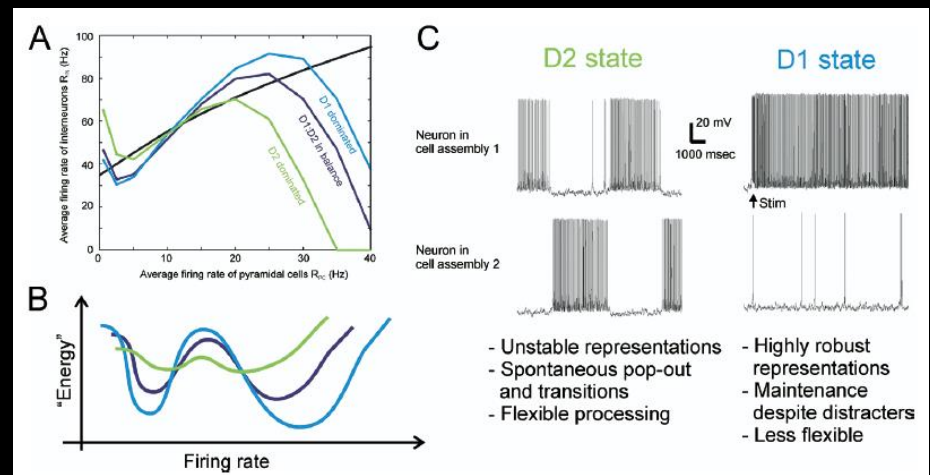 A
Average firing rate of interneurons R_IN (Hz)
100
80
60
40
20
0
0
10
20
30
40
Average firing rate of pyramidal cells R_PC (Hz)
D1 dominated
D1:D2 in balance
D2 dominated
B
"Energy"
Firing rate
C
D2 state
D1 state
Neuron in
cell assembly 1
20 mV
1000 msec
Stim
Neuron in
cell assembly 2
- Unstable representations
- Spontaneous pop-out
and transitions
- Flexible processing
- Highly robust
representations
- Maintenance
despite distracters
- Less flexible